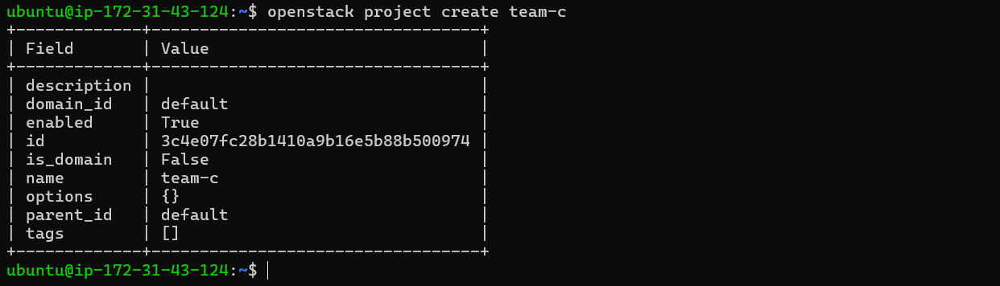 ubuntu@ip-172-31-43-124:~$ openstack project create team-c
+-------------+----------------------------------+
| Field       | Value                            |
+-------------+----------------------------------+
| description |                                  |
| domain_id   | default                          |
| enabled     | True                             |
| id          | 3c4e07fc28b1410a9b16e5b88b500974 |
| is_domain   | False                            |
| name        | team-c                           |
| options     | {}                               |
| parent_id   | default                          |
| tags        | []                               |
+-------------+----------------------------------+
ubuntu@ip-172-31-43-124:~$